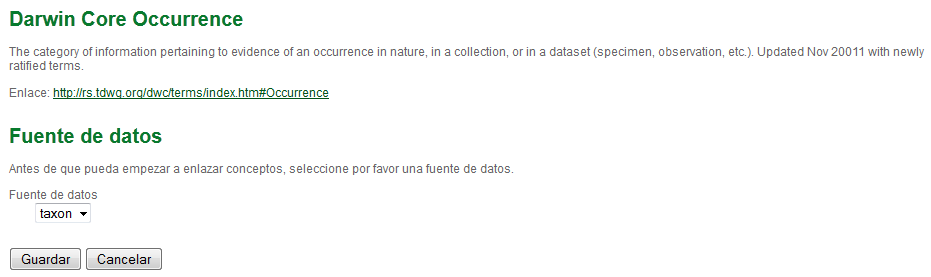 Darwin Core Occurrence
The category of information pertaining to evidence of an occurrence in nature, in a collection, or in a dataset (specimen, observation, etc.). Updated Nov 20011 with newly
ratified terms.
Enlace: http://rs.tdwg.org/dwc/terms/index.htm#Occurrence
Fuente de datos
Antes de que pueda empezar a enlazar conceptos, seleccione por favor una fuente de datos.
Fuente de datos
taxon
Guardar Cancelar